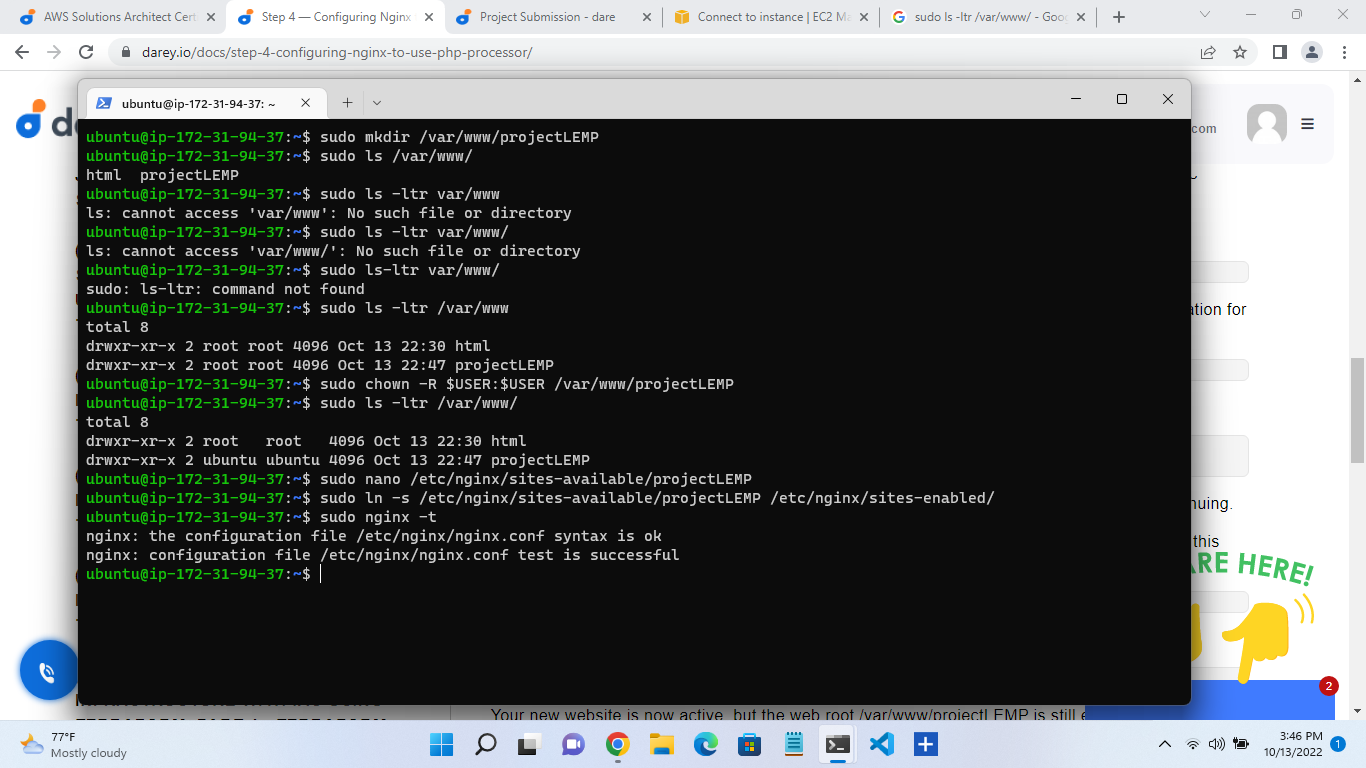 AWS Solutions Architect Cert
Step 4 — Configuring Nginx
Project Submission - dare
Connect to instance | EC2 Ma
sudo ls -ltr /var/www/ - Goog
darey.io/docs/step-4-configuring-nginx-to-use-php-processor/
ubuntu@ip-172-31-94-37: ~
com
ubuntu@ip-172-31-94-37:~$ sudo mkdir /var/www/projectLEMP
ubuntu@ip-172-31-94-37:~$ sudo ls /var/www/
html  projectLEMP
ubuntu@ip-172-31-94-37:~$ sudo ls -ltr var/www
ls: cannot access 'var/www': No such file or directory
ubuntu@ip-172-31-94-37:~$ sudo ls -ltr var/www/
ls: cannot access 'var/www/': No such file or directory
ubuntu@ip-172-31-94-37:~$ sudo ls-ltr var/www/
sudo: ls-ltr: command not found
ubuntu@ip-172-31-94-37:~$ sudo ls -ltr /var/www
total 8
drwxr-xr-x 2 root root 4096 Oct 13 22:30 html
drwxr-xr-x 2 root root 4096 Oct 13 22:47 projectLEMP
ubuntu@ip-172-31-94-37:~$ sudo chown -R $USER:$USER /var/www/projectLEMP
ubuntu@ip-172-31-94-37:~$ sudo ls -ltr /var/www/
total 8
drwxr-xr-x 2 root   root   4096 Oct 13 22:30 html
drwxr-xr-x 2 ubuntu ubuntu 4096 Oct 13 22:47 projectLEMP
ubuntu@ip-172-31-94-37:~$ sudo nano /etc/nginx/sites-available/projectLEMP
ubuntu@ip-172-31-94-37:~$ sudo ln -s /etc/nginx/sites-available/projectLEMP /etc/nginx/sites-enabled/
ubuntu@ip-172-31-94-37:~$ sudo nginx -t
nginx: the configuration file /etc/nginx/nginx.conf syntax is ok
nginx: configuration file /etc/nginx/nginx.conf test is successful
ubuntu@ip-172-31-94-37:~$
ation for
nuing.
this
ARE HERE!
2
Your new website is now active, but the web root /var/www/projectLEMP is still e
77°F
Mostly cloudy
3:46 PM
10/13/2022
1